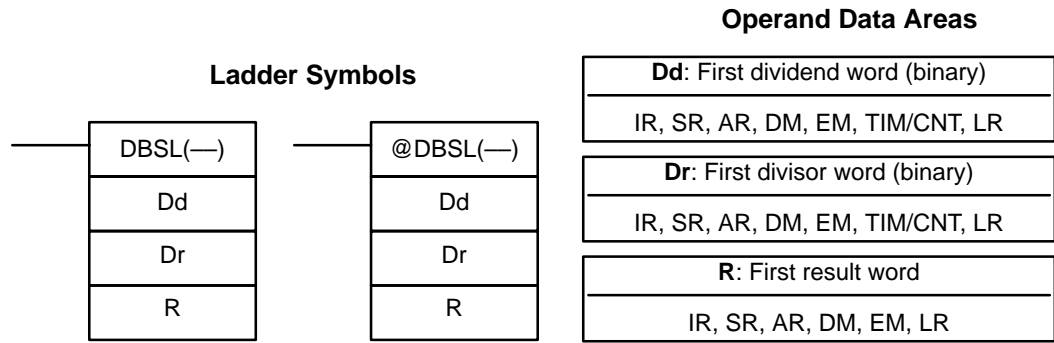 Operand Data Areas
Ladder Symbols
DBSL(––)
Dd
Dr
R
@DBSL(––)
Dd
Dr
R
Dd: First dividend word (binary)
IR, SR, AR, DM, EM, TIM/CNT, LR
Dr: First divisor word (binary)
IR, SR, AR, DM, EM, TIM/CNT, LR
R: First result word
IR, SR, AR, DM, EM, LR